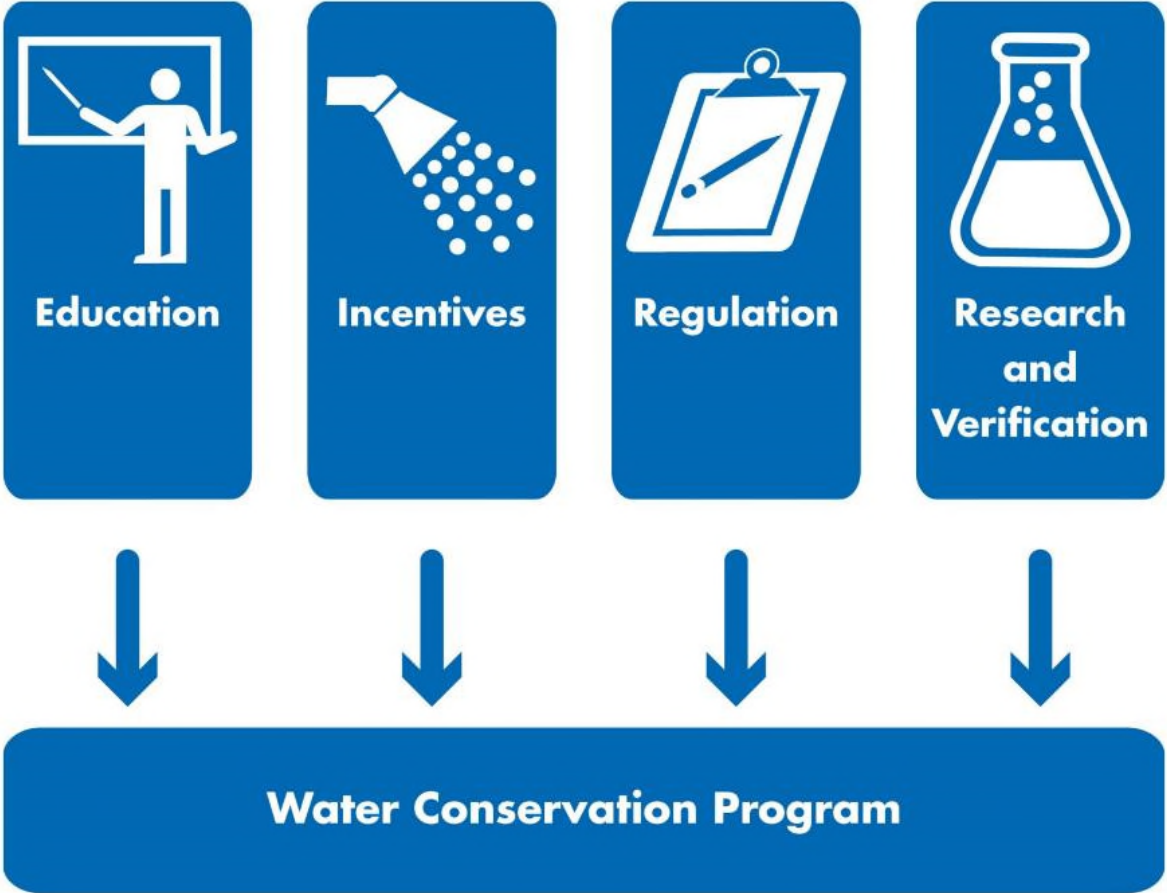 Education
Incentives
Regulation
Research
and
Verification
Water Conservation Program